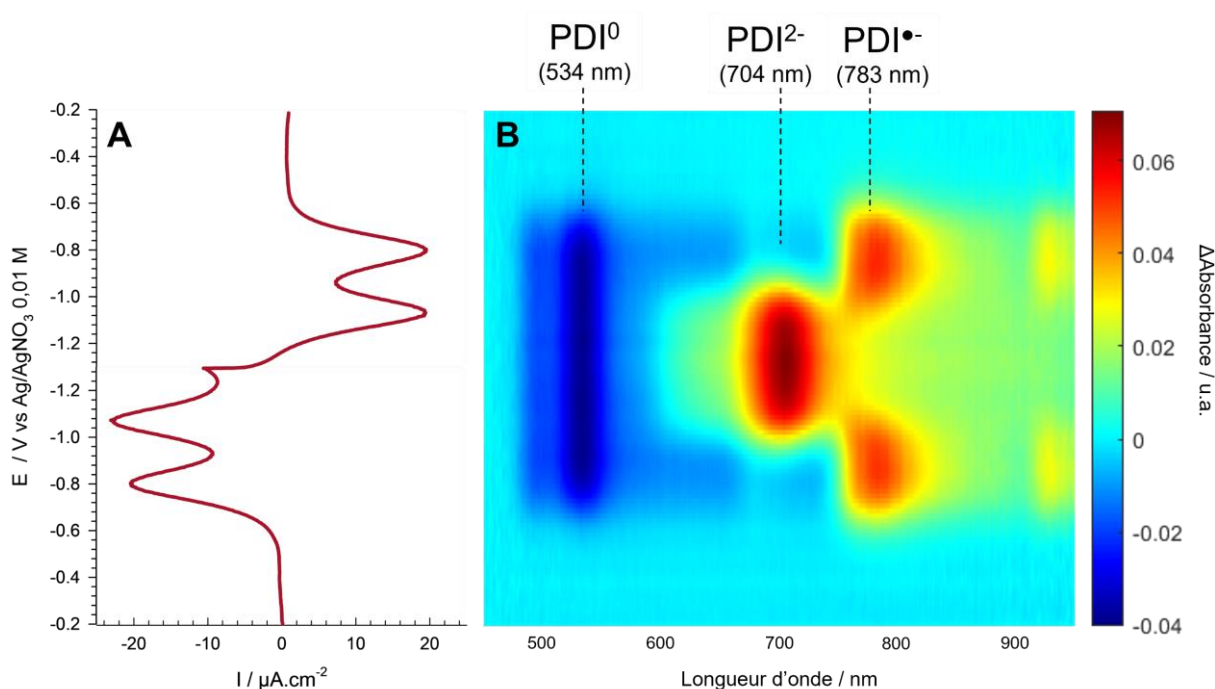 PDI⁰
(534 nm)
PDI²⁻
(704 nm)
PDI•⁻
(783 nm)
A
-0.2
-0.4
-0.6
-0.8
-1.0
-1.2
-1.2
-1.0
-0.8
-0.6
-0.4
-0.2
E / V vs Ag/AgNO₃ 0,01 M
-20
-10
0
10
20
I / µA.cm⁻²
B
500
600
700
800
900
Longueur d'onde / nm
0.06
0.04
0.02
0
-0.02
-0.04
ΔAbsorbance / u.a.